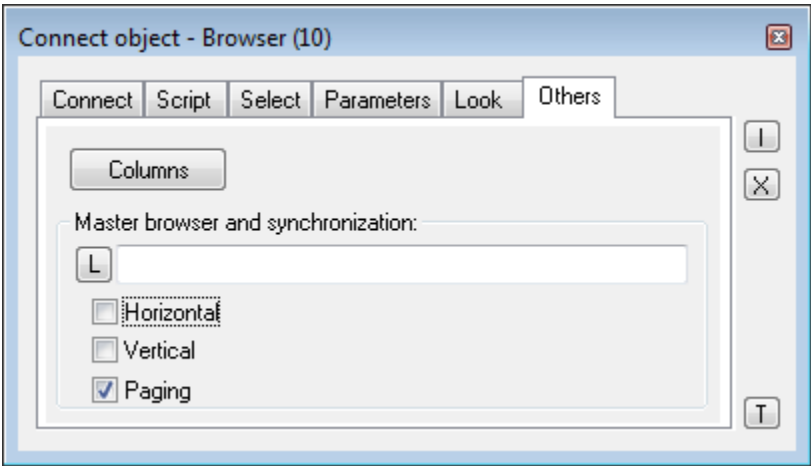 Connect object - Browser (10)
Connect Script Select Parameters Look Others
I
Columns
X
Master browser and synchronization:
L
Horizontal
Vertical
Paging
T